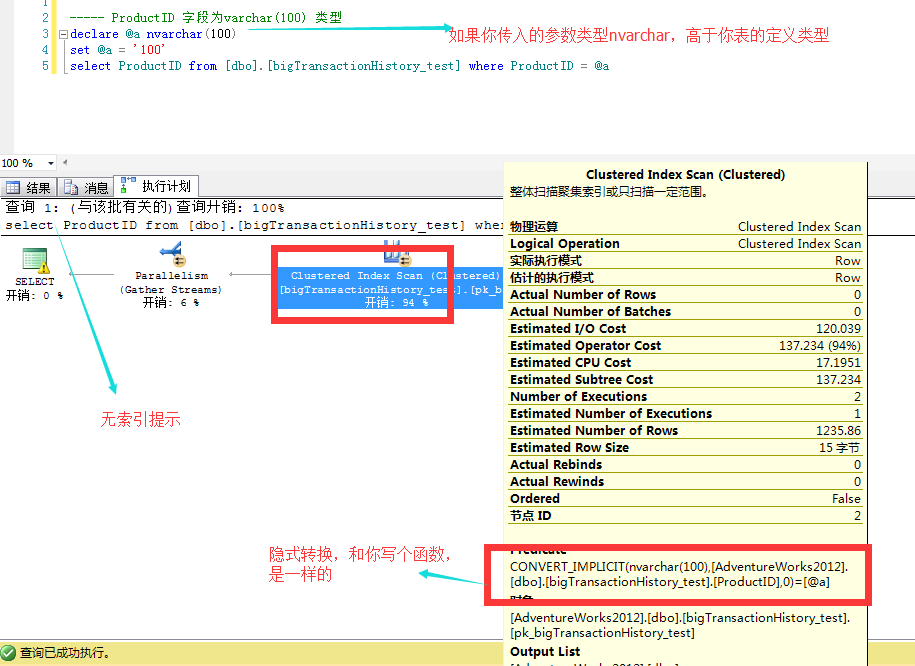 1
2 ----- ProductID 字段为varchar(100) 类型
3 declare @a nvarchar(100)
如果你传入的参数类型nvarchar，高于你表的定义类型
4 set @a = '100'
5 select ProductID from [dbo].[bigTransactionHistory_test] where ProductID = @a
100 %
结果 消息 执行计划
查询 1: (与该批有关的)查询开销: 100%
select ProductID from [dbo].[bigTransactionHistory_test] wher
SELECT
开销: 0 %
Parallelism
(Gather Streams)
开销: 6 %
Clustered Index Scan (Clustered)
[bigTransactionHistory_test].[pk_b
开销: 94 %
无索引提示
隐式转换，和你写个函数，
是一样的
Clustered Index Scan (Clustered)
整体扫描聚集索引或只扫描一定范围。
物理运算 Clustered Index Scan
Logical Operation Clustered Index Scan
实际执行模式 Row
估计的执行模式 Row
Actual Number of Rows 0
Actual Number of Batches 0
Estimated I/O Cost 120.039
Estimated Operator Cost 137.234 (94%)
Estimated CPU Cost 17.1951
Estimated Subtree Cost 137.234
Number of Executions 2
Estimated Number of Executions 1
Estimated Number of Rows 1235.86
Estimated Row Size 15 字节
Actual Rebinds 0
Actual Rewinds 0
Ordered False
节点 ID 2
Predicate
CONVERT_IMPLICIT(nvarchar(100),[AdventureWorks2012].
[dbo].[bigTransactionHistory_test].[ProductID],0)=[@a]
对象
[AdventureWorks2012].[dbo].[bigTransactionHistory_test].
[pk_bigTransactionHistory_test]
Output List
查询已成功执行。